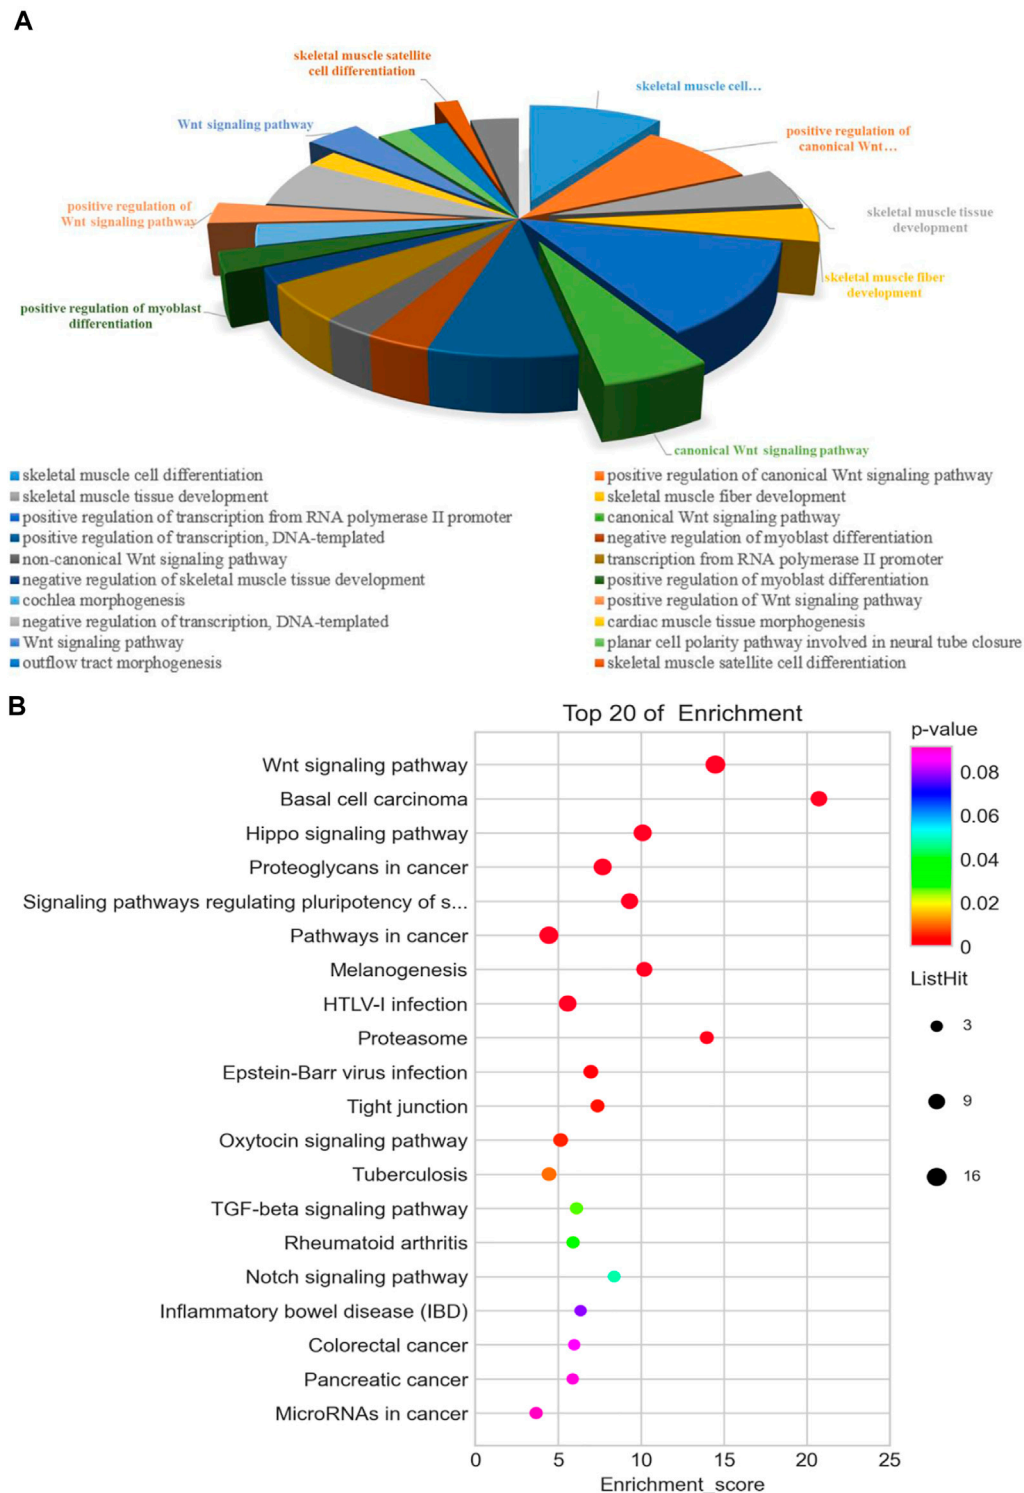 A
skeletal muscle satellite
cell differentiation
skeletal muscle cell...
Wnt signaling pathway
positive regulation of
canonical Wnt...
positive regulation of
Wnt signaling pathway
skeletal muscle tissue
development
skeletal muscle fiber
development
positive regulation of myoblast
differentiation
canonical Wnt signaling pathway
skeletal muscle cell differentiation
positive regulation of canonical Wnt signaling pathway
skeletal muscle tissue development
skeletal muscle fiber development
positive regulation of transcription from RNA polymerase II promoter
canonical Wnt signaling pathway
positive regulation of transcription, DNA-templated
negative regulation of myoblast differentiation
non-canonical Wnt signaling pathway
transcription from RNA polymerase II promoter
negative regulation of skeletal muscle tissue development
positive regulation of myoblast differentiation
cochlea morphogenesis
positive regulation of Wnt signaling pathway
negative regulation of transcription, DNA-templated
cardiac muscle tissue morphogenesis
Wnt signaling pathway
planar cell polarity pathway involved in neural tube closure
outflow tract morphogenesis
skeletal muscle satellite cell differentiation
B
Top 20 of Enrichment
Wnt signaling pathway
Basal cell carcinoma
Hippo signaling pathway
Proteoglycans in cancer
Signaling pathways regulating pluripotency of s...
Pathways in cancer
Melanogenesis
HTLV-I infection
Proteasome
Epstein-Barr virus infection
Tight junction
Oxytocin signaling pathway
Tuberculosis
TGF-beta signaling pathway
Rheumatoid arthritis
Notch signaling pathway
Inflammatory bowel disease (IBD)
Colorectal cancer
Pancreatic cancer
MicroRNAs in cancer
0 5 10 15 20 25
Enrichment_score
p-value
0.08
0.06
0.04
0.02
0
ListHit
3
9
16